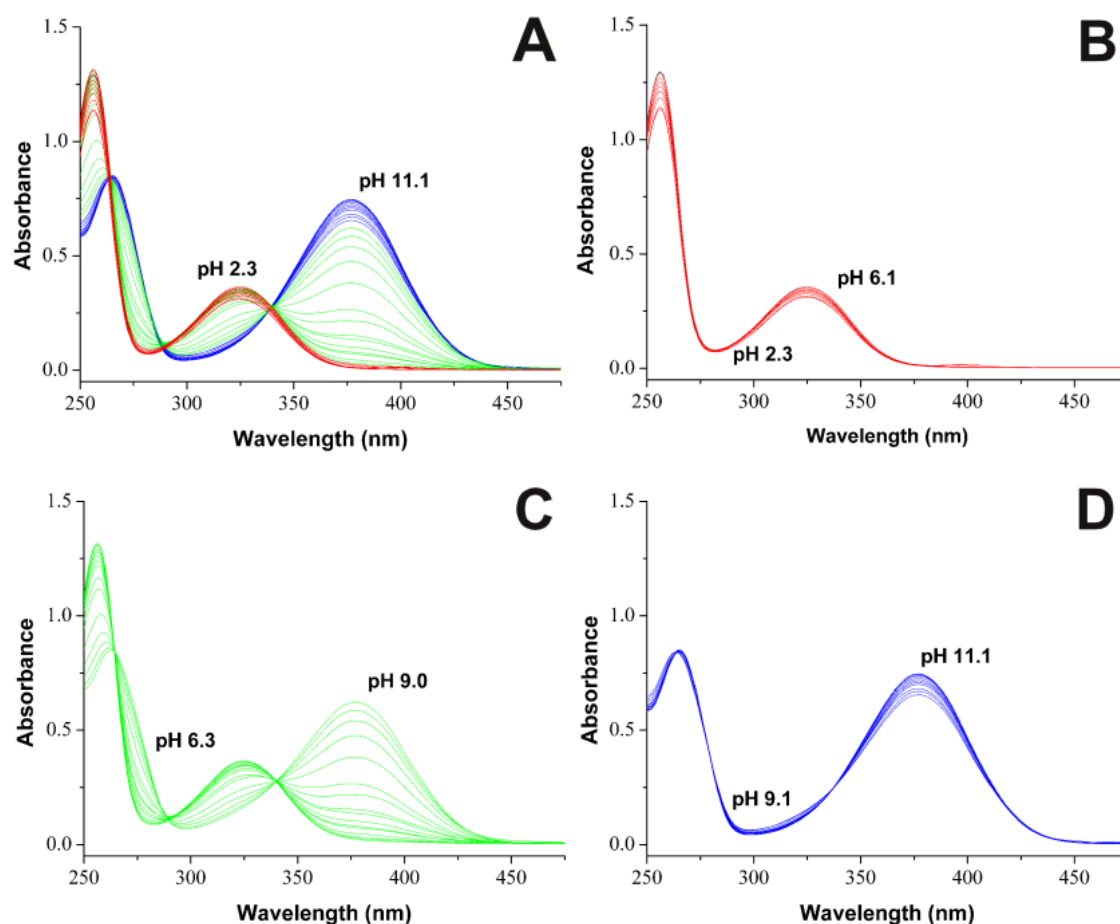 A
1.5
1.0
0.5
0.0
Absorbance
pH 11.1
pH 2.3
250 300 350 400 450
Wavelength (nm)
B
1.5
1.0
0.5
0.0
Absorbance
pH 6.1
pH 2.3
250 300 350 400 450
Wavelength (nm)
C
1.5
1.0
0.5
0.0
Absorbance
pH 9.0
pH 6.3
250 300 350 400 450
Wavelength (nm)
D
1.5
1.0
0.5
0.0
Absorbance
pH 11.1
pH 9.1
250 300 350 400 450
Wavelength (nm)